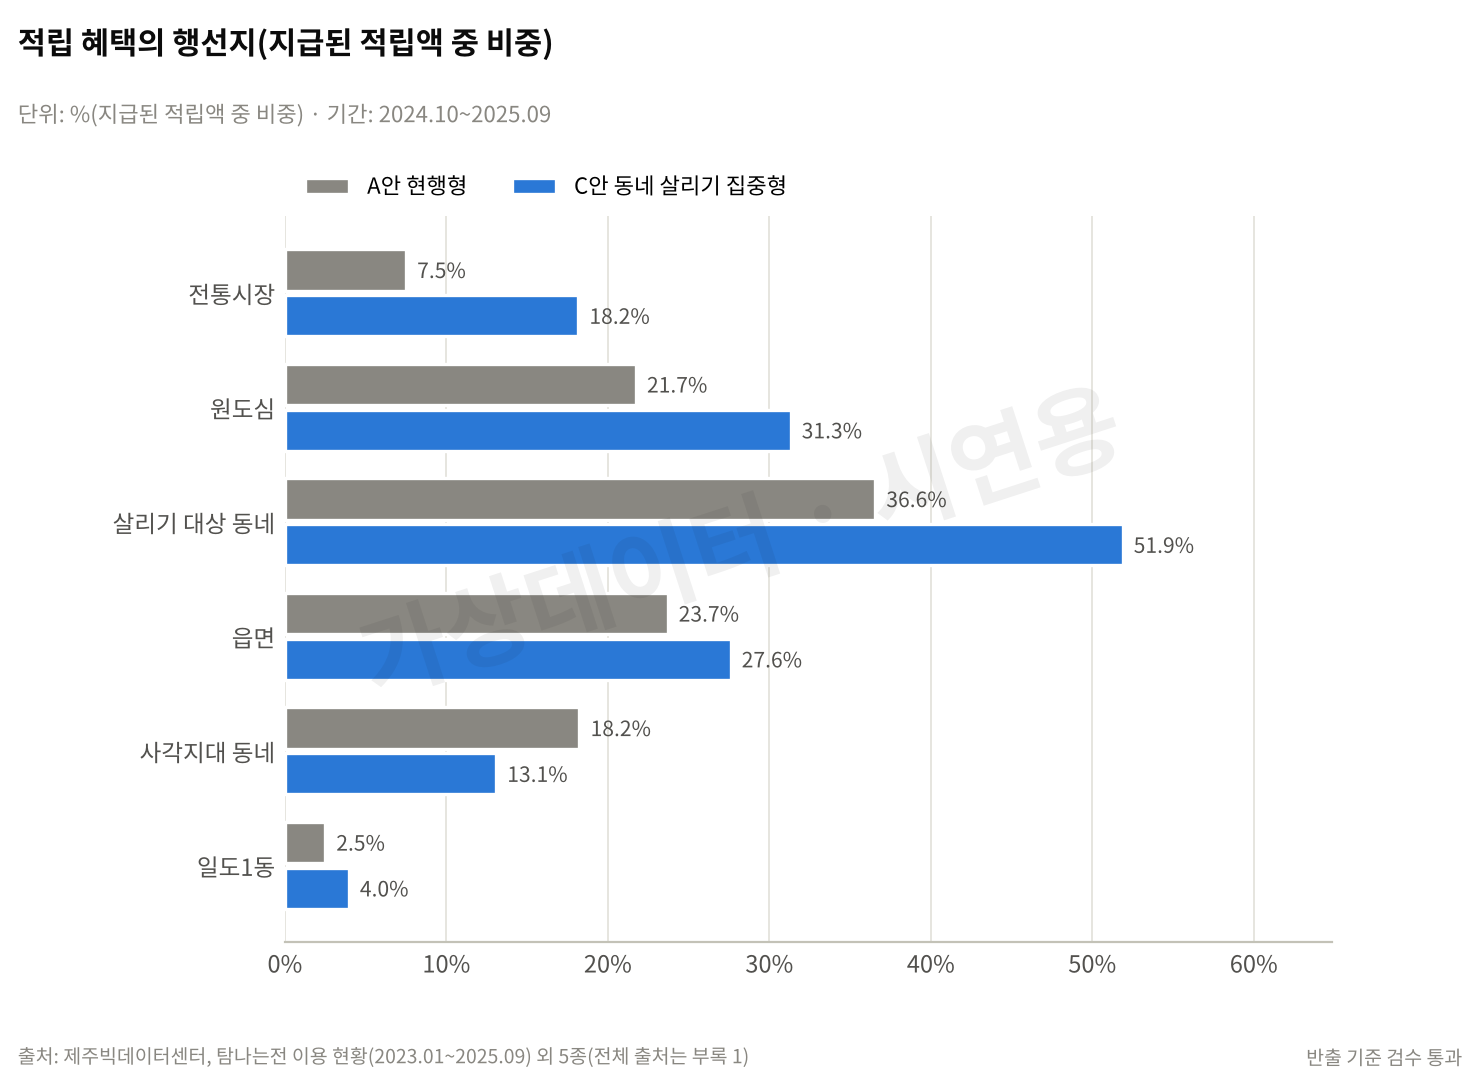 적립 혜택의 행선지(지급된 적립액 중 비중)
단위: %(지급된 적립액 중 비중) · 기간: 2024.10~2025.09
A안 현행형 C안 동네 살리기 집중형
전통시장
7.5%
18.2%
원도심
21.7%
31.3%
살리기 대상 동네
36.6%
51.9%
읍면
23.7%
27.6%
사각지대 동네
18.2%
13.1%
일도1동
2.5%
4.0%
0% 10% 20% 30% 40% 50% 60%
가상데이터 · 시연용
출처: 제주빅데이터센터, 탐나는전 이용 현황(2023.01~2025.09) 외 5종(전체 출처는 부록 1)
반출 기준 검수 통과